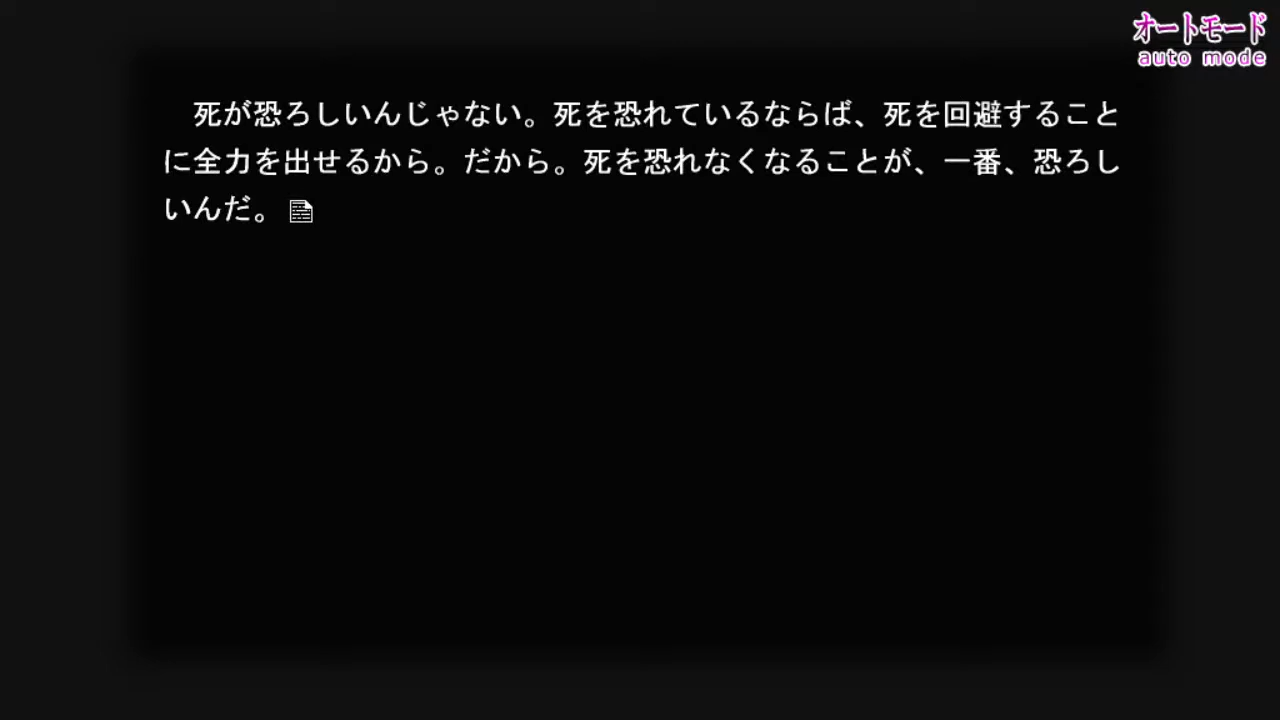 オートモード
auto mode
　死が恐ろしいんじゃない。死を恐れているならば、死を回避すること
に全力を出せるから。だから。死を恐れなくなることが、一番、恐ろし
いんだ。